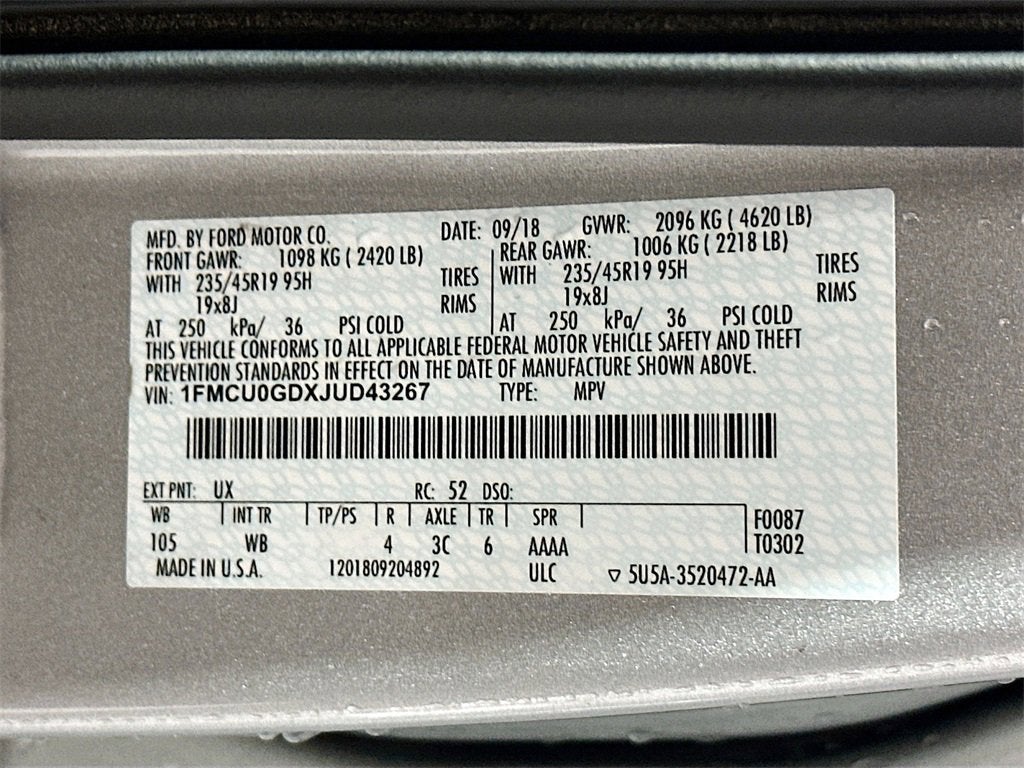 MFD. BY FORD MOTOR CO. DATE: 09/18 GVWR: 2096 KG ( 4620 LB)
FRONT GAWR: 1098 KG ( 2420 LB) REAR GAWR: 1006 KG ( 2218 LB)
WITH 235/45R19 95H TIRES WITH 235/45R19 95H TIRES
19x8J RIMS 19x8J RIMS
AT 250 kPa/ 36 PSI COLD AT 250 kPa/ 36 PSI COLD
THIS VEHICLE CONFORMS TO ALL APPLICABLE FEDERAL MOTOR VEHICLE SAFETY AND THEFT
PREVENTION STANDARDS IN EFFECT ON THE DATE OF MANUFACTURE SHOWN ABOVE.
VIN: 1FMCU0GDXJUD43267 TYPE: MPV
EXT PNT: UX RC: 52 DSO:
WB INT TR TP/PS R AXLE TR SPR F0087
105 WB 4 3C 6 AAAA T0302
MADE IN U.S.A. 1201809204892 ULC ▽ 5U5A-3520472-AA